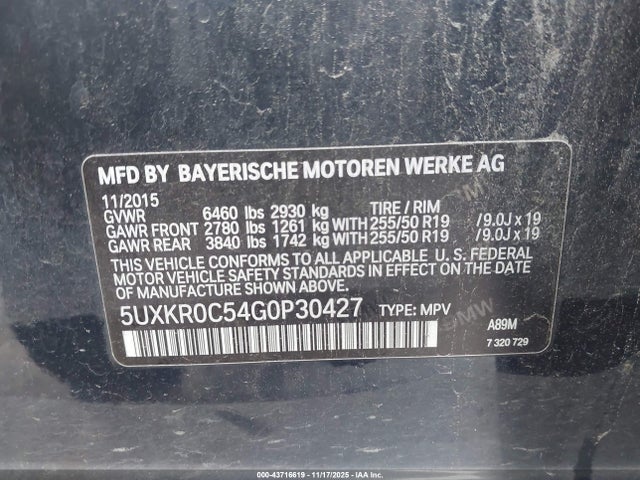 MFD BY BAYERISCHE MOTOREN WERKE AG
11/2015 TIRE / RIM
GVWR 6460 lbs 2930 kg
GAWR FRONT 2780 lbs 1261 kg WITH 255/50 R19 /9.0J x 19
GAWR REAR 3840 lbs 1742 kg WITH 255/50 R19 /9.0J x 19
THIS VEHICLE CONFORMS TO ALL APPLICABLE U. S. FEDERAL
MOTOR VEHICLE SAFETY STANDARDS IN EFFECT ON THE DATE
OF MANUFACTURE SHOWN ABOVE.
5UXKR0C54G0P30427 TYPE: MPV
A89M
7 320 729
000-43716619 - 11/17/2025 - IAA Inc.